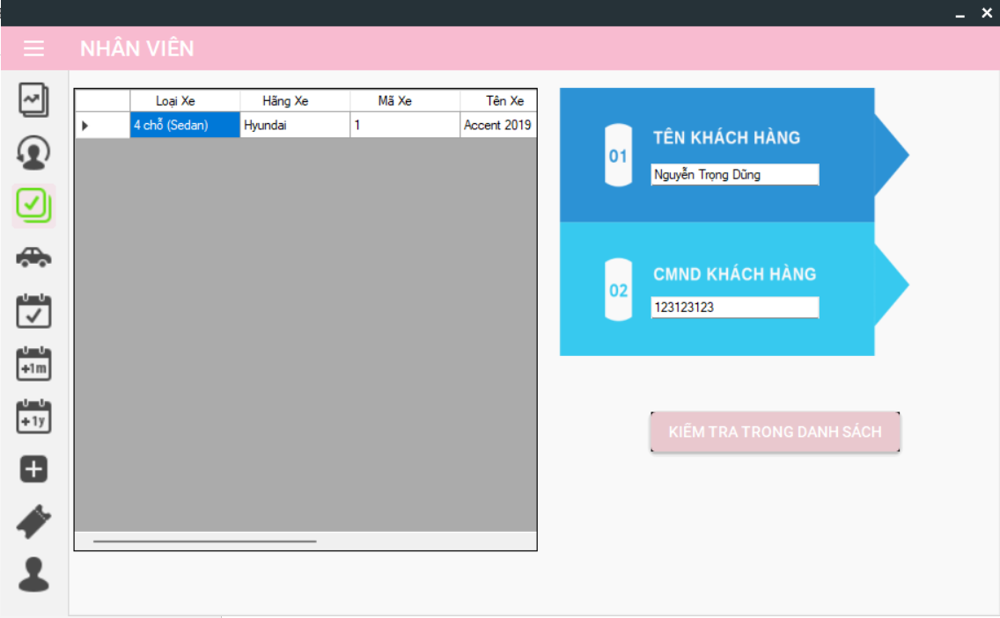 NHÂN VIÊN
Loại Xe Hãng Xe Mã Xe Tên Xe
4 chỗ (Sedan) Hyundai 1 Accent 2019
01
TÊN KHÁCH HÀNG
Nguyễn Trọng Dũng
02
CMND KHÁCH HÀNG
123123123
KIỂM TRA TRONG DANH SÁCH
+1m
+1y